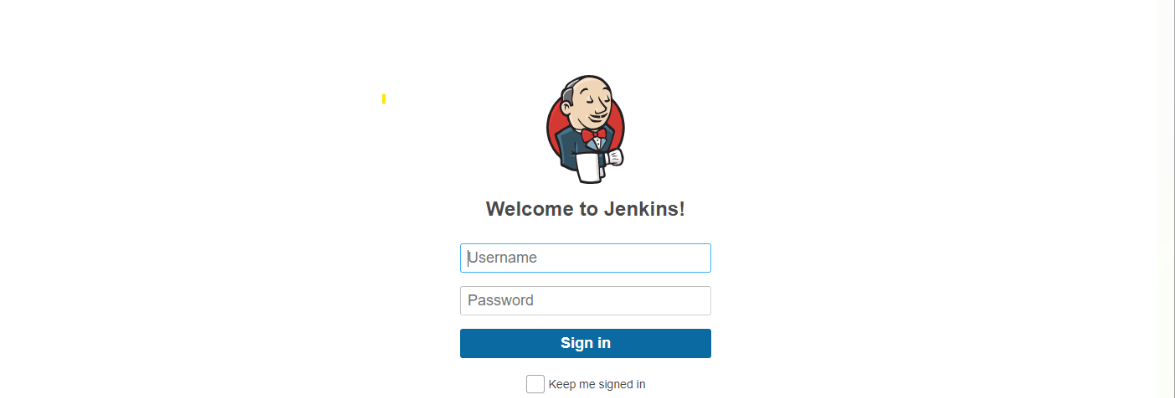 Welcome to Jenkins!
Username
Password
Sign in
Keep me signed in